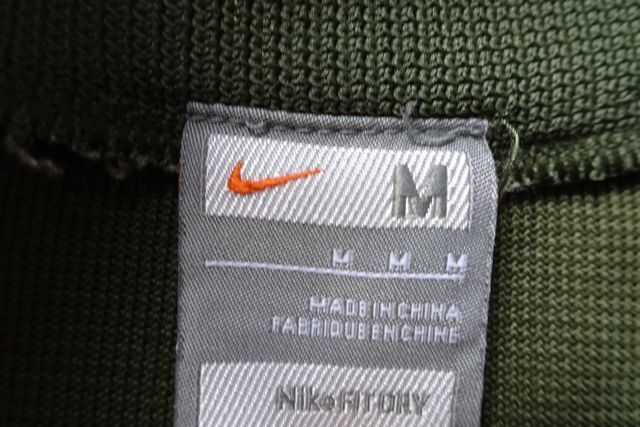 M
M M M
MADE IN CHINA
FABRIQUE EN CHINE
Nike FIT DRY